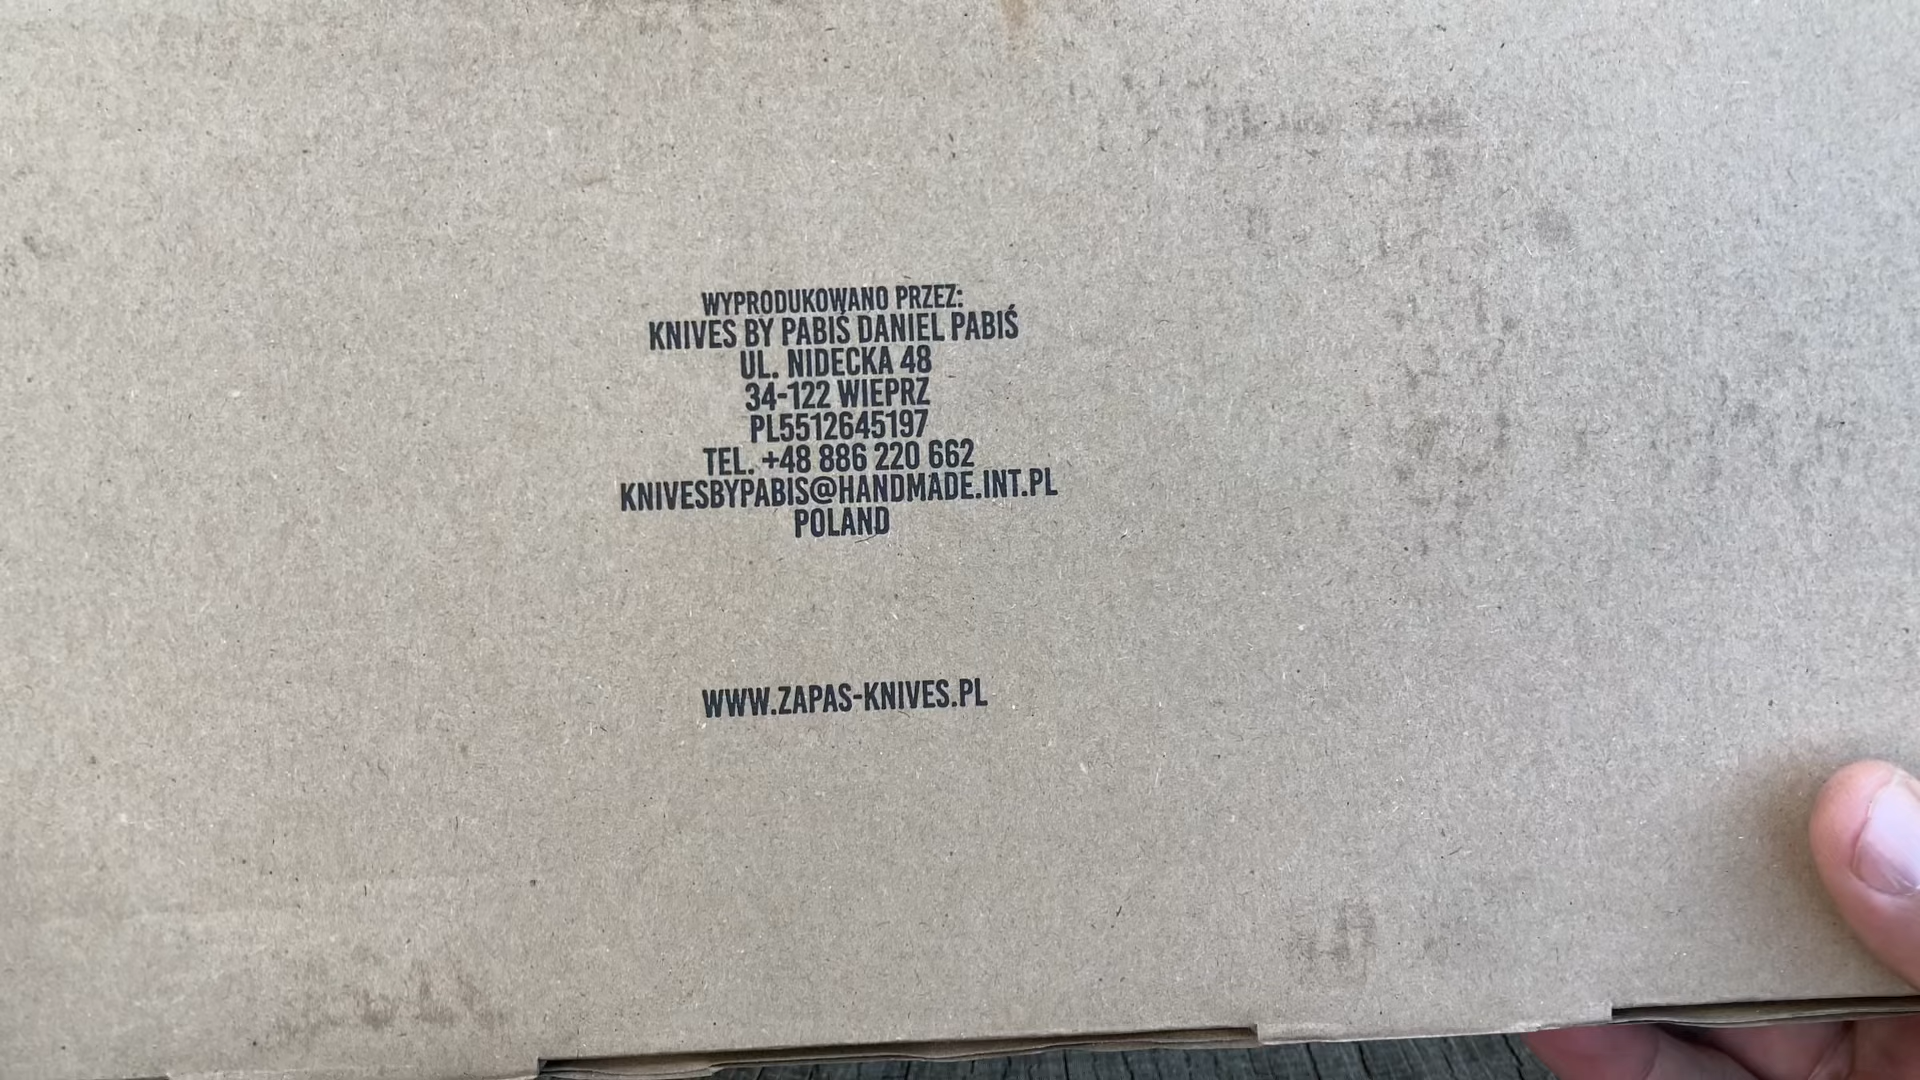 WYPRODUKOWANO PRZEZ:
KNIVES BY PABIŚ DANIEL PABIŚ
UL. NIDECKA 48
34-122 WIEPRZ
PL5512645197
TEL. +48 886 220 662
KNIVESBYPABIS@HANDMADE.INT.PL
POLAND
WWW.ZAPAS-KNIVES.PL